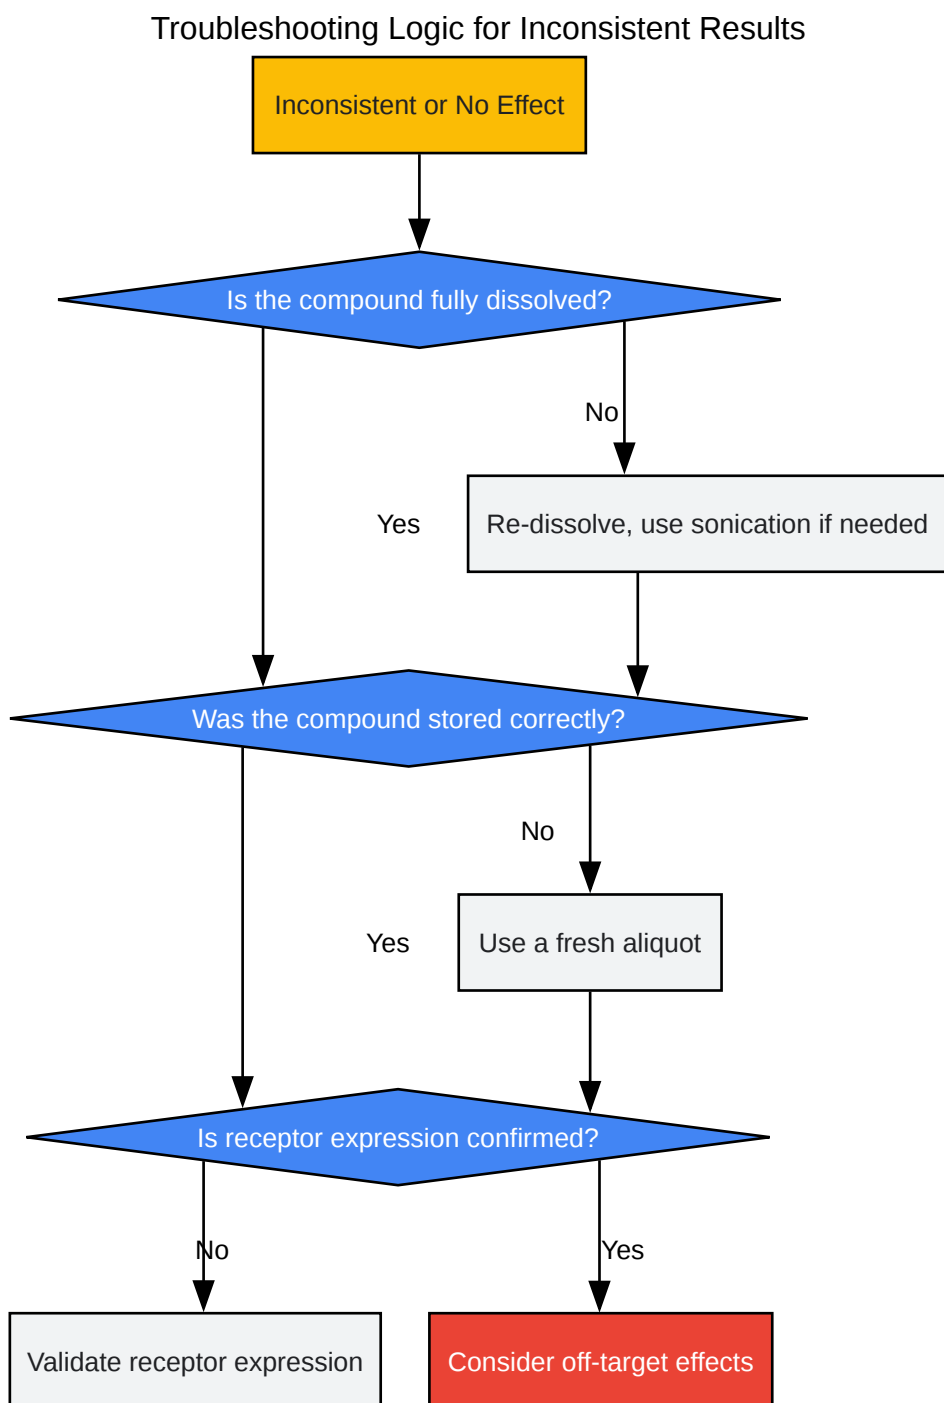 Troubleshooting Logic for Inconsistent Results
Inconsistent or No Effect
Is the compound fully dissolved?
No
Yes
Re-dissolve, use sonication if needed
Was the compound stored correctly?
No
Yes
Use a fresh aliquot
Is receptor expression confirmed?
No
Yes
Validate receptor expression
Consider off-target effects